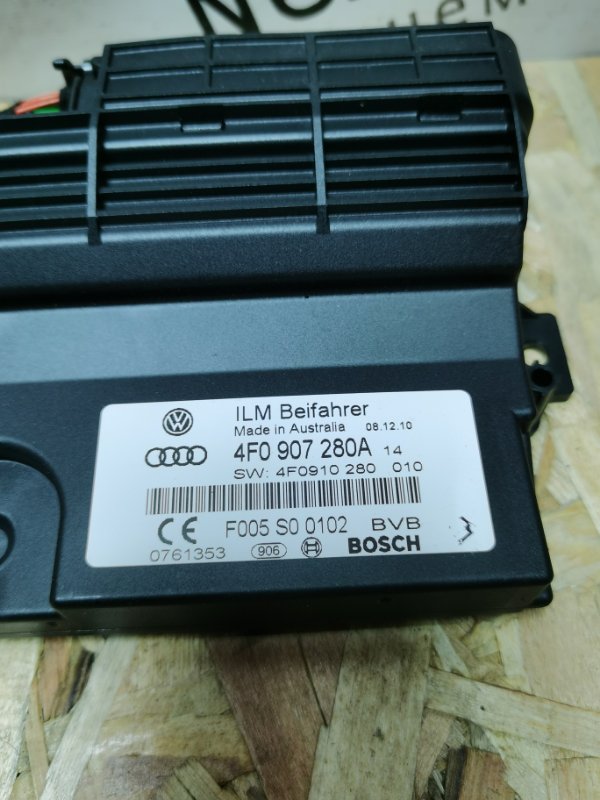 ILM Beifahrer
Made in Australia 08.12.10
4F0 907 280A 14
SW: 4F0910 280 010
F005 S0 0102 BVB
CE
0761353 906 BOSCH